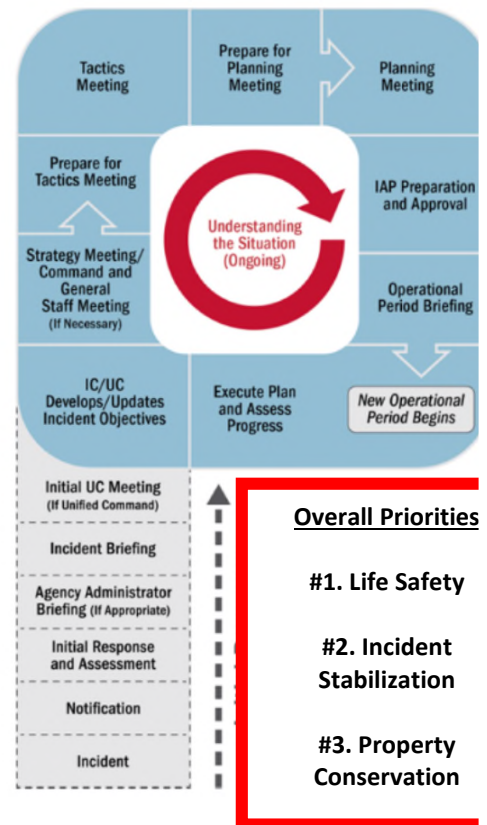 Tactics
Meeting
Prepare for
Planning
Meeting
Planning
Meeting
Prepare for
Tactics Meeting
Understanding
the Situation
(Ongoing)
IAP Preparation
and Approval
Strategy Meeting/
Command and
General
Staff Meeting
(If Necessary)
Operational
Period Briefing
IC/UC
Develops/Updates
Incident Objectives
Execute Plan
and Assess
Progress
New Operational
Period Begins
Initial UC Meeting
(If Unified Command)
Incident Briefing
Agency Administrator
Briefing (If Appropriate)
Initial Response
and Assessment
Notification
Incident
Overall Priorities
#1. Life Safety
#2. Incident
Stabilization
#3. Property
Conservation